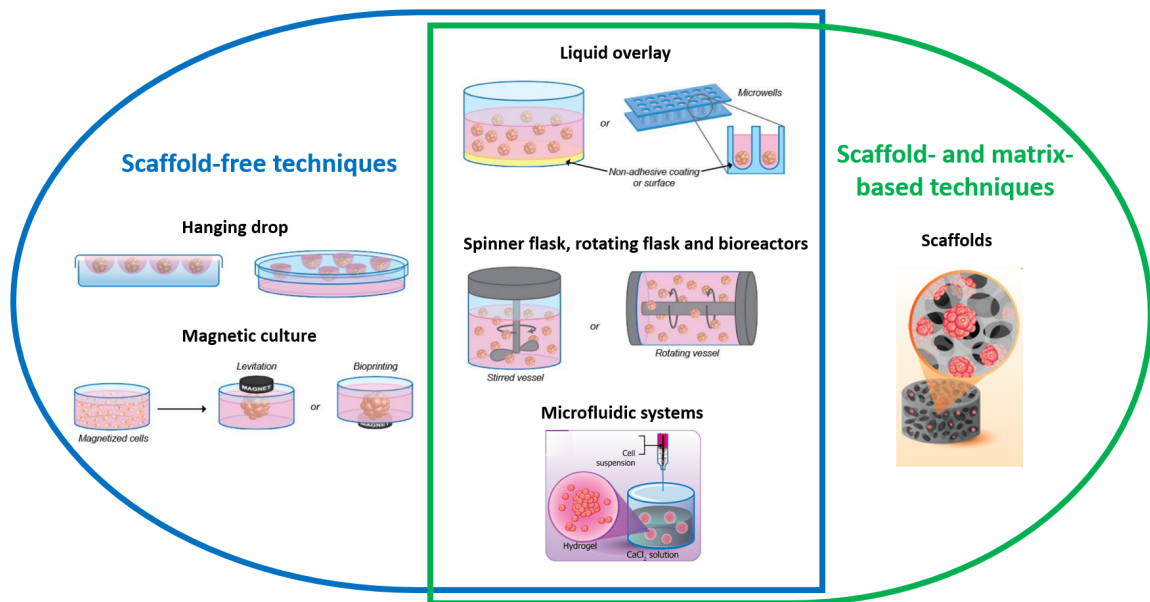 Scaffold-free techniques
Hanging drop
Magnetic culture
Levitation
Bioprinting
MAGNET
or
MAGNET
Magnetized cells
Liquid overlay
Microwells
or
Non-adhesive coating
or surface
Spinner flask, rotating flask and bioreactors
or
Rotating vessel
Stirred vessel
Microfluidic systems
Cell
suspension
Hydrogel
CaCl₂ solution
Scaffold- and matrix-
based techniques
Scaffolds